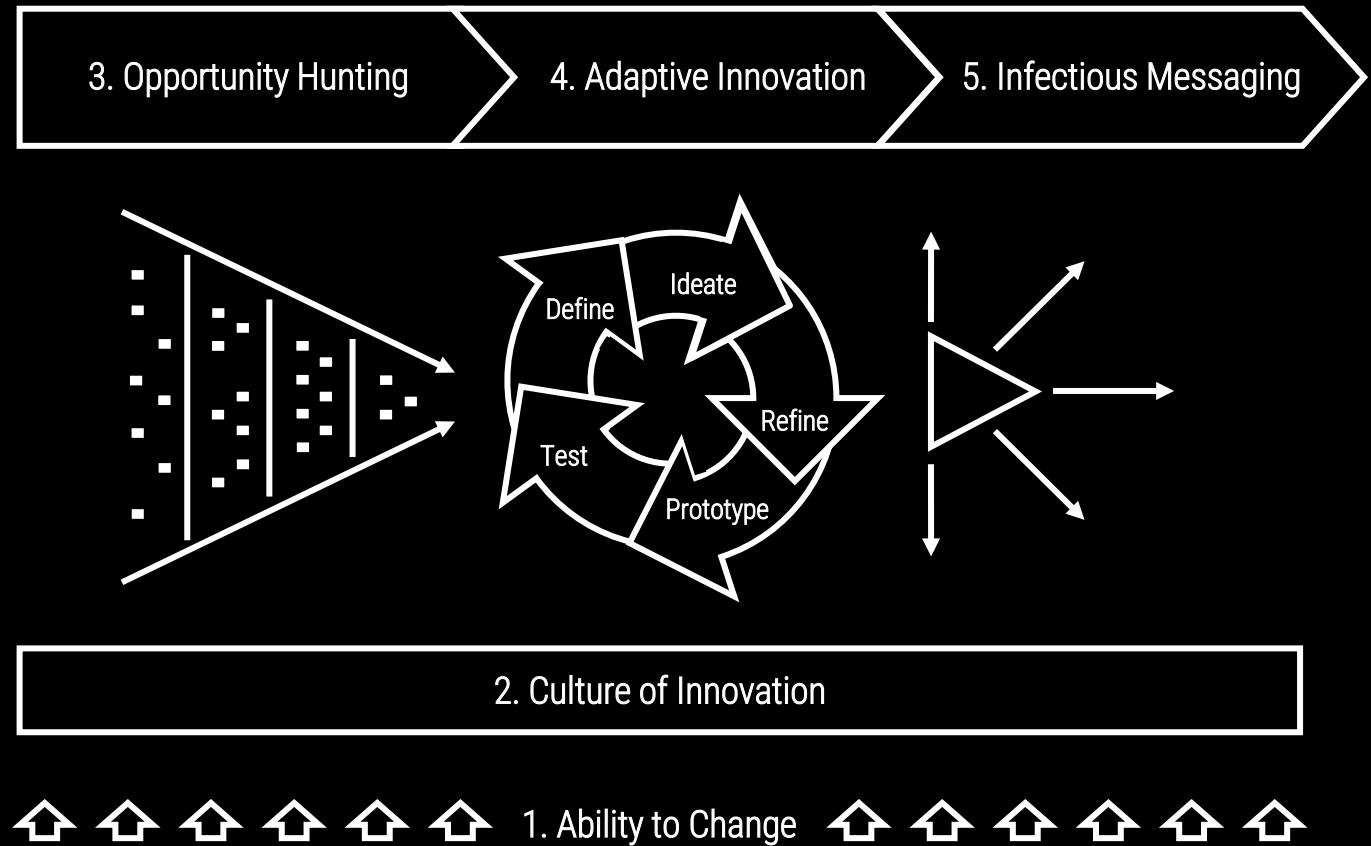 3. Opportunity Hunting
4. Adaptive Innovation
5. Infectious Messaging
Define
Ideate
Refine
Prototype
Test
2. Culture of Innovation
1. Ability to Change